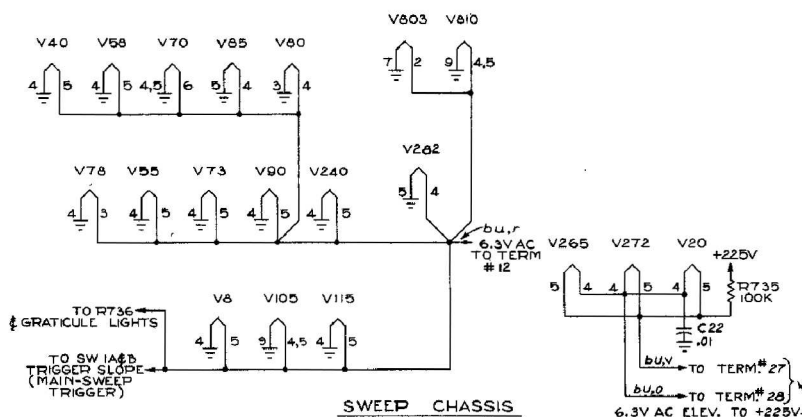 V803 V810
V40 V58 V70 V85 V80
7 2 9 4,5
4 5 4 5 4,5 6 5 4 3 4
V282
5 4
V78 V55 V73 V90 V240
4 3 4 5 4 5 4 5 4 5
bu,r
6.3V AC
TO TERM
#12
V265 V272 V20
+225V
5 4 4 5 4 5
R735
100K
C22
.01
V8 V105 V115
4 5 9 4,5 4 5
TO R736
¢ GRATICULE LIGHTS
TO SW 1A&B
TRIGGER SLOPE
(MAIN-SWEEP
TRIGGER)
bu,v TO TERM.#27
bu,o TO TERM.#28
6.3V AC ELEV. TO +225V
SWEEP CHASSIS